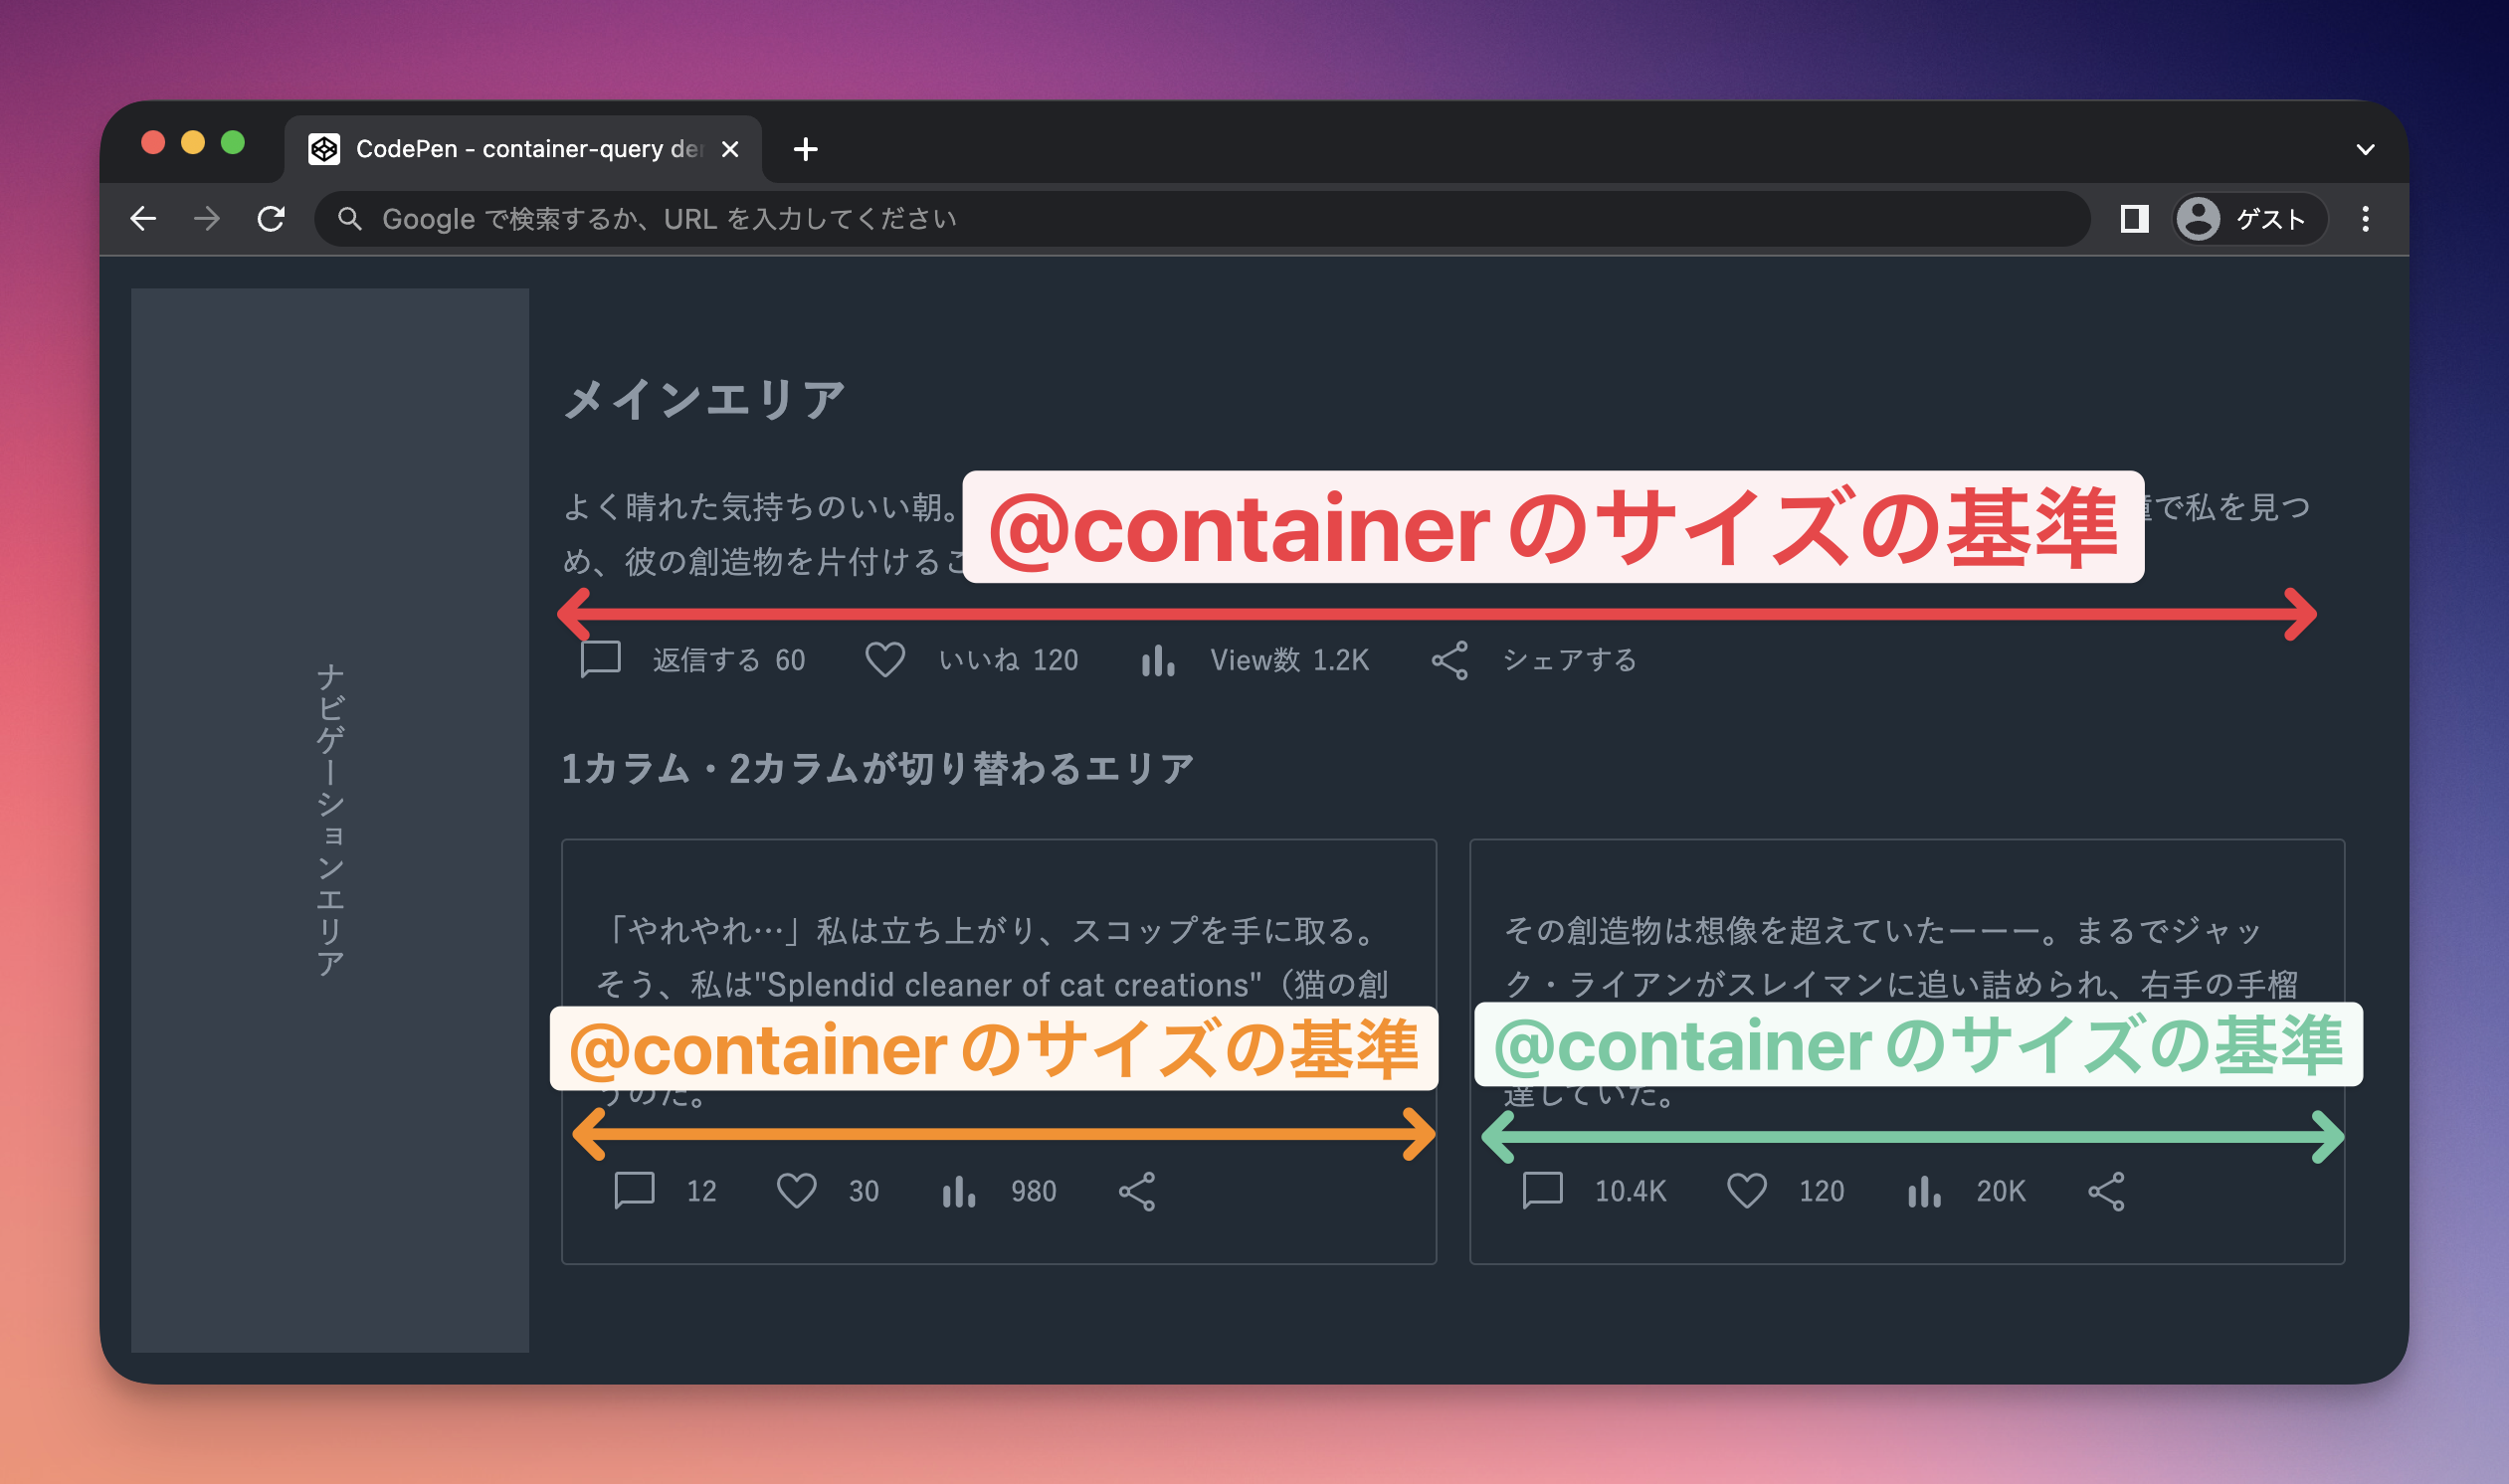 CodePen - container-query de
Google で検索するか、URL を入力してください
ゲスト
ナビゲーションエリア
メインエリア
よく晴れた気持ちのいい朝。
で私を見つ
め、彼の創造物を片付けるこ
@containerのサイズの基準
返信する 60 いいね 120 View数 1.2K シェアする
1カラム・2カラムが切り替わるエリア
「やれやれ…」私は立ち上がり、スコップを手に取る。
そう、私は"Splendid cleaner of cat creations"（猫の創
@containerのサイズの基準
うのだ。
12 30 980
その創造物は想像を超えていたーーー。まるでジャッ
ク・ライアンがスレイマンに追い詰められ、右手の手榴
@containerのサイズの基準
達していた。
10.4K 120 20K